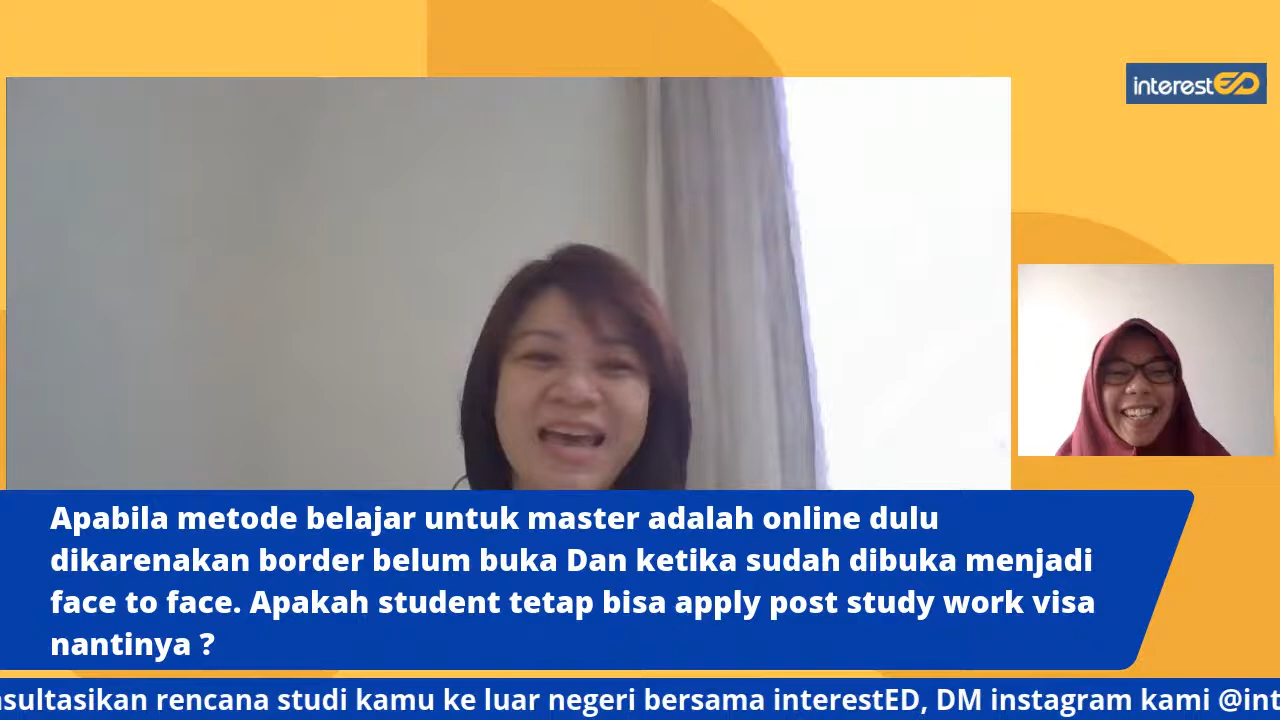 interestED
Apabila metode belajar untuk master adalah online dulu
dikarenakan border belum buka Dan ketika sudah dibuka menjadi
face to face. Apakah student tetap bisa apply post study work visa
nantinya ?
rencana studi kamu ke luar negeri bersama interestED, DM instagram kami